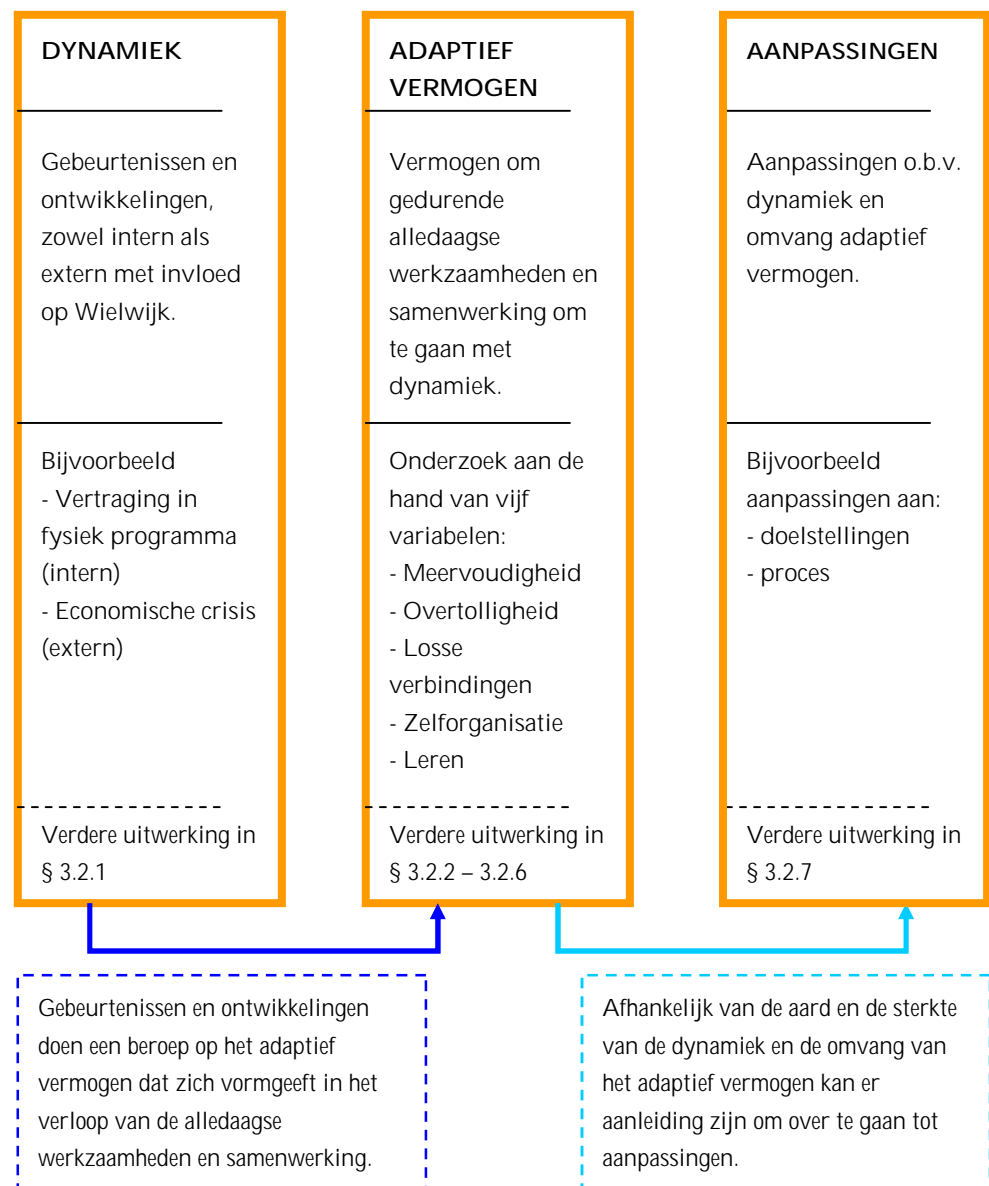 DYNAMIEK
Gebeurtenissen en
ontwikkelingen,
zowel intern als
extern met invloed
op Wielwijk.
Bijvoorbeeld
- Vertraging in
fysiek programma
(intern)
- Economische crisis
(extern)
Verdere uitwerking in
§ 3.2.1
ADAPTIEF
VERMOGEN
Vermogen om
gedurende
alledaagse
werkzaamheden en
samenwerking om
te gaan met
dynamiek.
Onderzoek aan de
hand van vijf
variabelen:
- Meervoudigheid
- Overtolligheid
- Losse
verbindingen
- Zelforganisatie
- Leren
Verdere uitwerking in
§ 3.2.2 – 3.2.6
AANPASSINGEN
Aanpassingen o.b.v.
dynamiek en
omvang adaptief
vermogen.
Bijvoorbeeld
aanpassingen aan:
- doelstellingen
- proces
Verdere uitwerking in
§ 3.2.7
Gebeurtenissen en ontwikkelingen
doen een beroep op het adaptief
vermogen dat zich vormgeeft in het
verloop van de alledaagse
werkzaamheden en samenwerking.
Afhankelijk van de aard en de sterkte
van de dynamiek en de omvang van
het adaptief vermogen kan er
aanleiding zijn om over te gaan tot
aanpassingen.